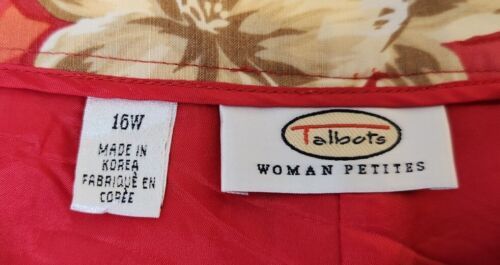 16W
MADE IN
KOREA
FABRIQUÉ EN
CORÉE
Talbots
WOMAN PETITES